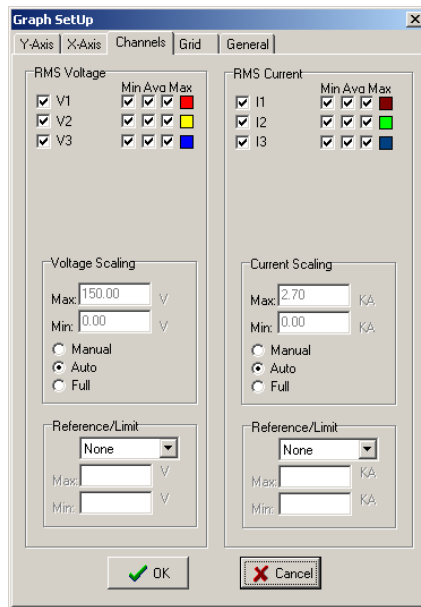 Graph SetUp
Y-Axis X-Axis Channels Grid General
RMS Voltage
Min Avg Max
V1
V2
V3
RMS Current
Min Avg Max
I1
I2
I3
Voltage Scaling
Max: 150.00 V
Min: 0.00 V
Manual
Auto
Full
Current Scaling
Max: 2.70 KA
Min: 0.00 KA
Manual
Auto
Full
Reference/Limit
None
Max: V
Min: V
Reference/Limit
None
Max: KA
Min: KA
OK
Cancel